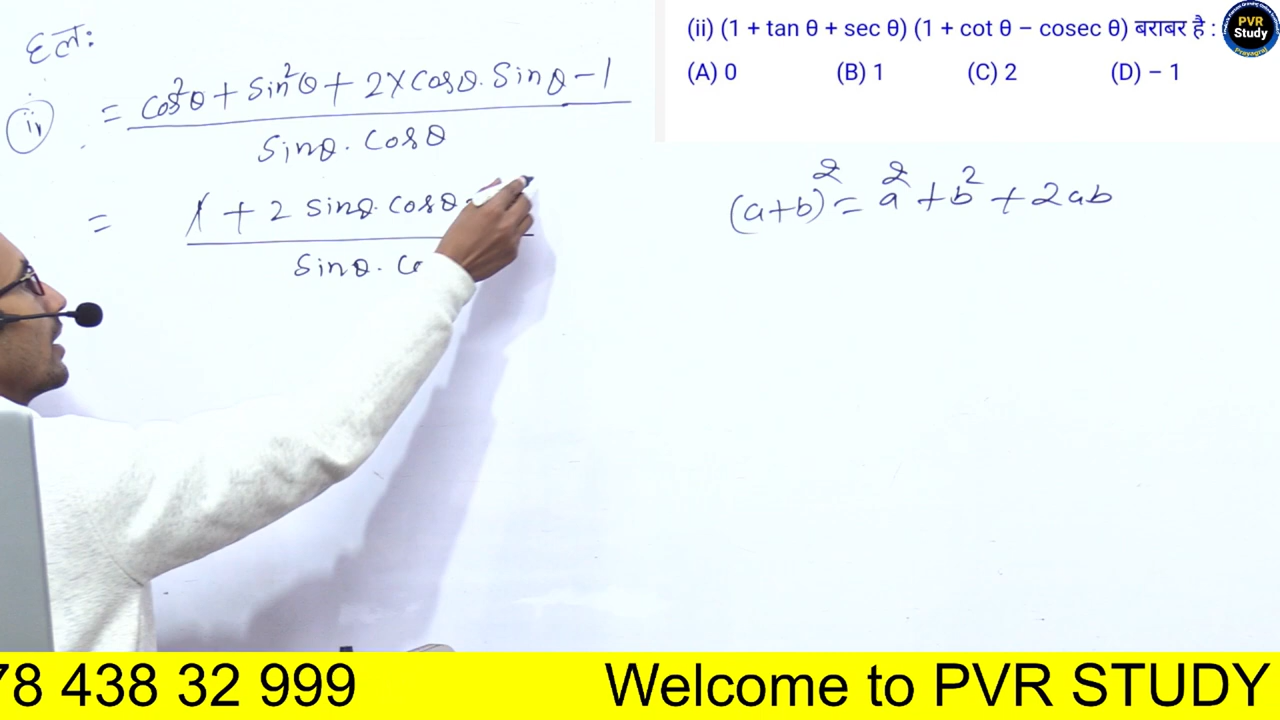 हल:
(ii) (1 + tan θ + sec θ) (1 + cot θ − cosec θ) बराबर है :
(A) 0 (B) 1 (C) 2 (D) − 1
PVR
Study
Prayagraj
ii = cos²θ + sin²θ + 2×cosθ.sinθ−1
sinθ.cosθ
(a+b)² = a² + b² + 2ab
= 1 + 2 sinθ.cosθ
sinθ.
78 438 32 999 Welcome to PVR STUDY